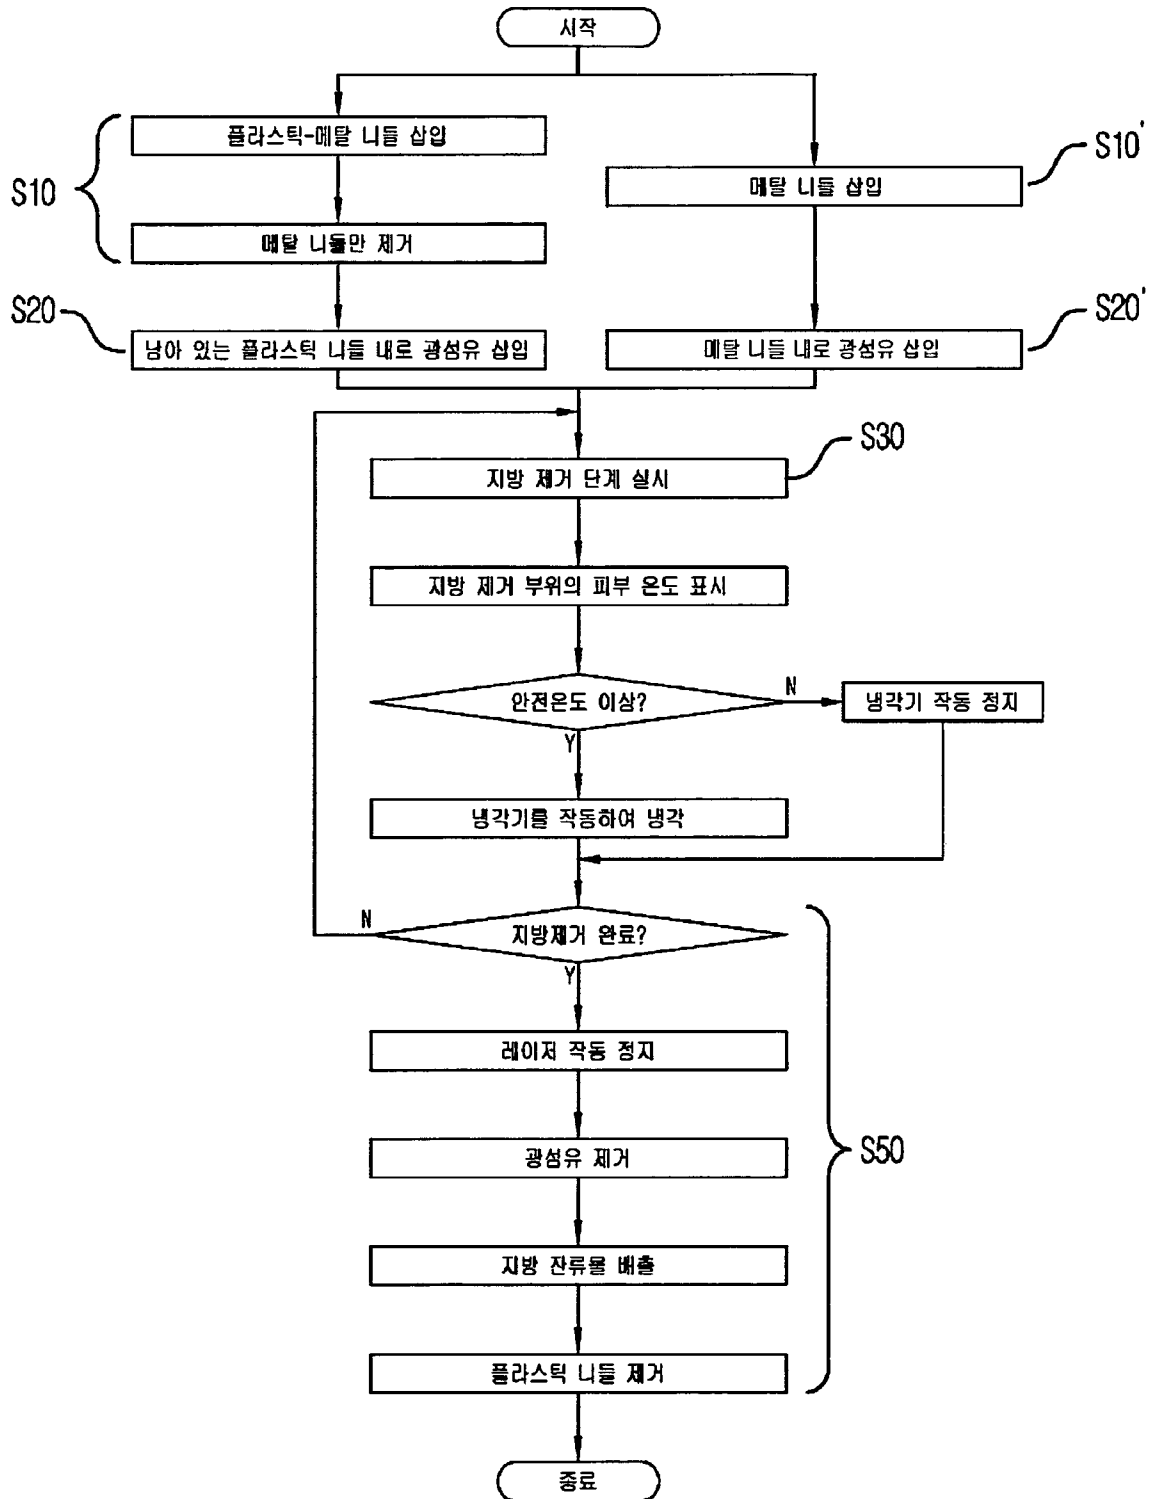 시작
플라스틱-메탈 니들 삽입
S10
메탈 니들만 제거
S20
남아 있는 플라스틱 니들 내로 광섬유 삽입
S10'
메탈 니들 삽입
S20'
메탈 니들 내로 광섬유 삽입
S30
지방 제거 단계 실시
지방 제거 부위의 피부 온도 표시
안전온도 이상?
N
냉각기 작동 정지
Y
냉각기를 작동하여 냉각
N
지방제거 완료?
Y
레이저 작동 정지
광섬유 제거
S50
지방 잔류물 배출
플라스틱 니들 제거
종료